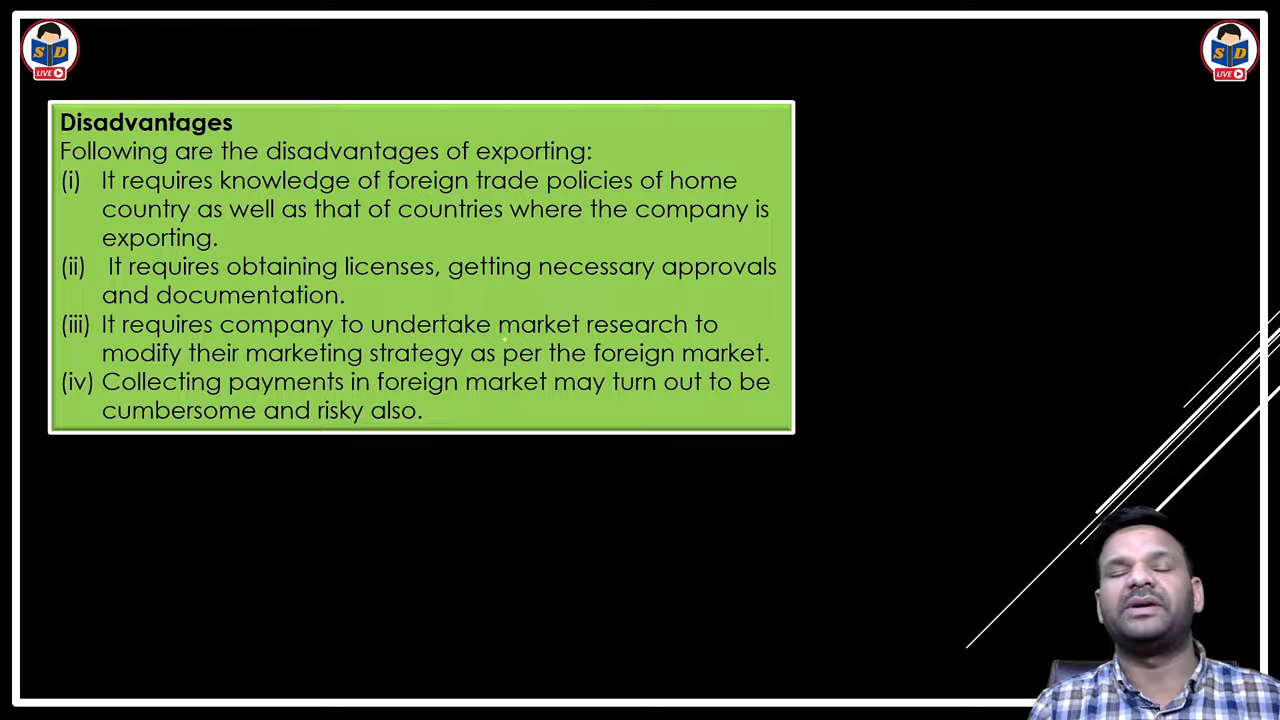 S D
LIVE
S D
LIVE
Disadvantages
Following are the disadvantages of exporting:
(i) It requires knowledge of foreign trade policies of home
country as well as that of countries where the company is
exporting.
(ii) It requires obtaining licenses, getting necessary approvals
and documentation.
(iii) It requires company to undertake market research to
modify their marketing strategy as per the foreign market.
(iv) Collecting payments in foreign market may turn out to be
cumbersome and risky also.